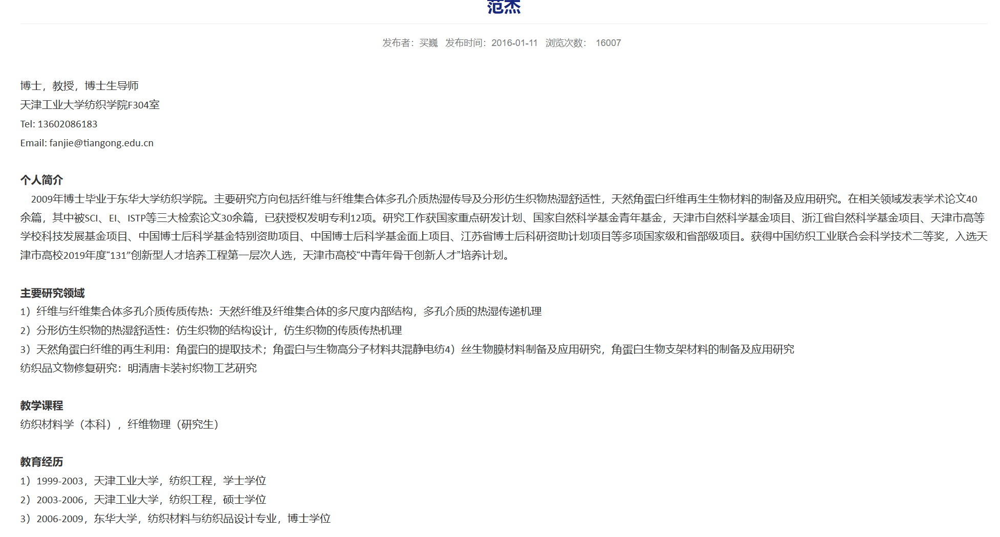 范杰
发布者：买巍 发布时间：2016-01-11 浏览次数： 16007
博士，教授，博士生导师
天津工业大学纺织学院F304室
Tel: 13602086183
Email: fanjie@tiangong.edu.cn
个人简介
2009年博士毕业于东华大学纺织学院。主要研究方向包括纤维与纤维集合体多孔介质热湿传导及分形仿生织物热湿舒适性，天然角蛋白纤维再生生物材料的制备及应用研究。在相关领域发表学术论文40
余篇，其中被SCI、EI、ISTP等三大检索论文30余篇，已获授权发明专利12项。研究工作获国家重点研发计划、国家自然科学基金青年基金，天津市自然科学基金项目、浙江省自然科学基金项目、天津市高等
学校科技发展基金项目、中国博士后科学基金特别资助项目、中国博士后科学基金面上项目、江苏省博士后科研资助计划项目等多项国家级和省部级项目。获得中国纺织工业联合会科学技术二等奖，入选天
津市高校2019年度“131”创新型人才培养工程第一层次人选，天津市高校“中青年骨干创新人才”培养计划。
主要研究领域
1）纤维与纤维集合体多孔介质传质传热：天然纤维及纤维集合体的多尺度内部结构，多孔介质的热湿传递机理
2）分形仿生织物的热湿舒适性：仿生织物的结构设计，仿生织物的传质传热机理
3）天然角蛋白纤维的再生利用：角蛋白的提取技术；角蛋白与生物高分子材料共混静电纺4）丝生物膜材料制备及应用研究，角蛋白生物支架材料的制备及应用研究
纺织品文物修复研究：明清唐卡装衬织物工艺研究
教学课程
纺织材料学（本科），纤维物理（研究生）
教育经历
1）1999-2003，天津工业大学，纺织工程，学士学位
2）2003-2006，天津工业大学，纺织工程，硕士学位
3）2006-2009，东华大学，纺织材料与纺织品设计专业，博士学位